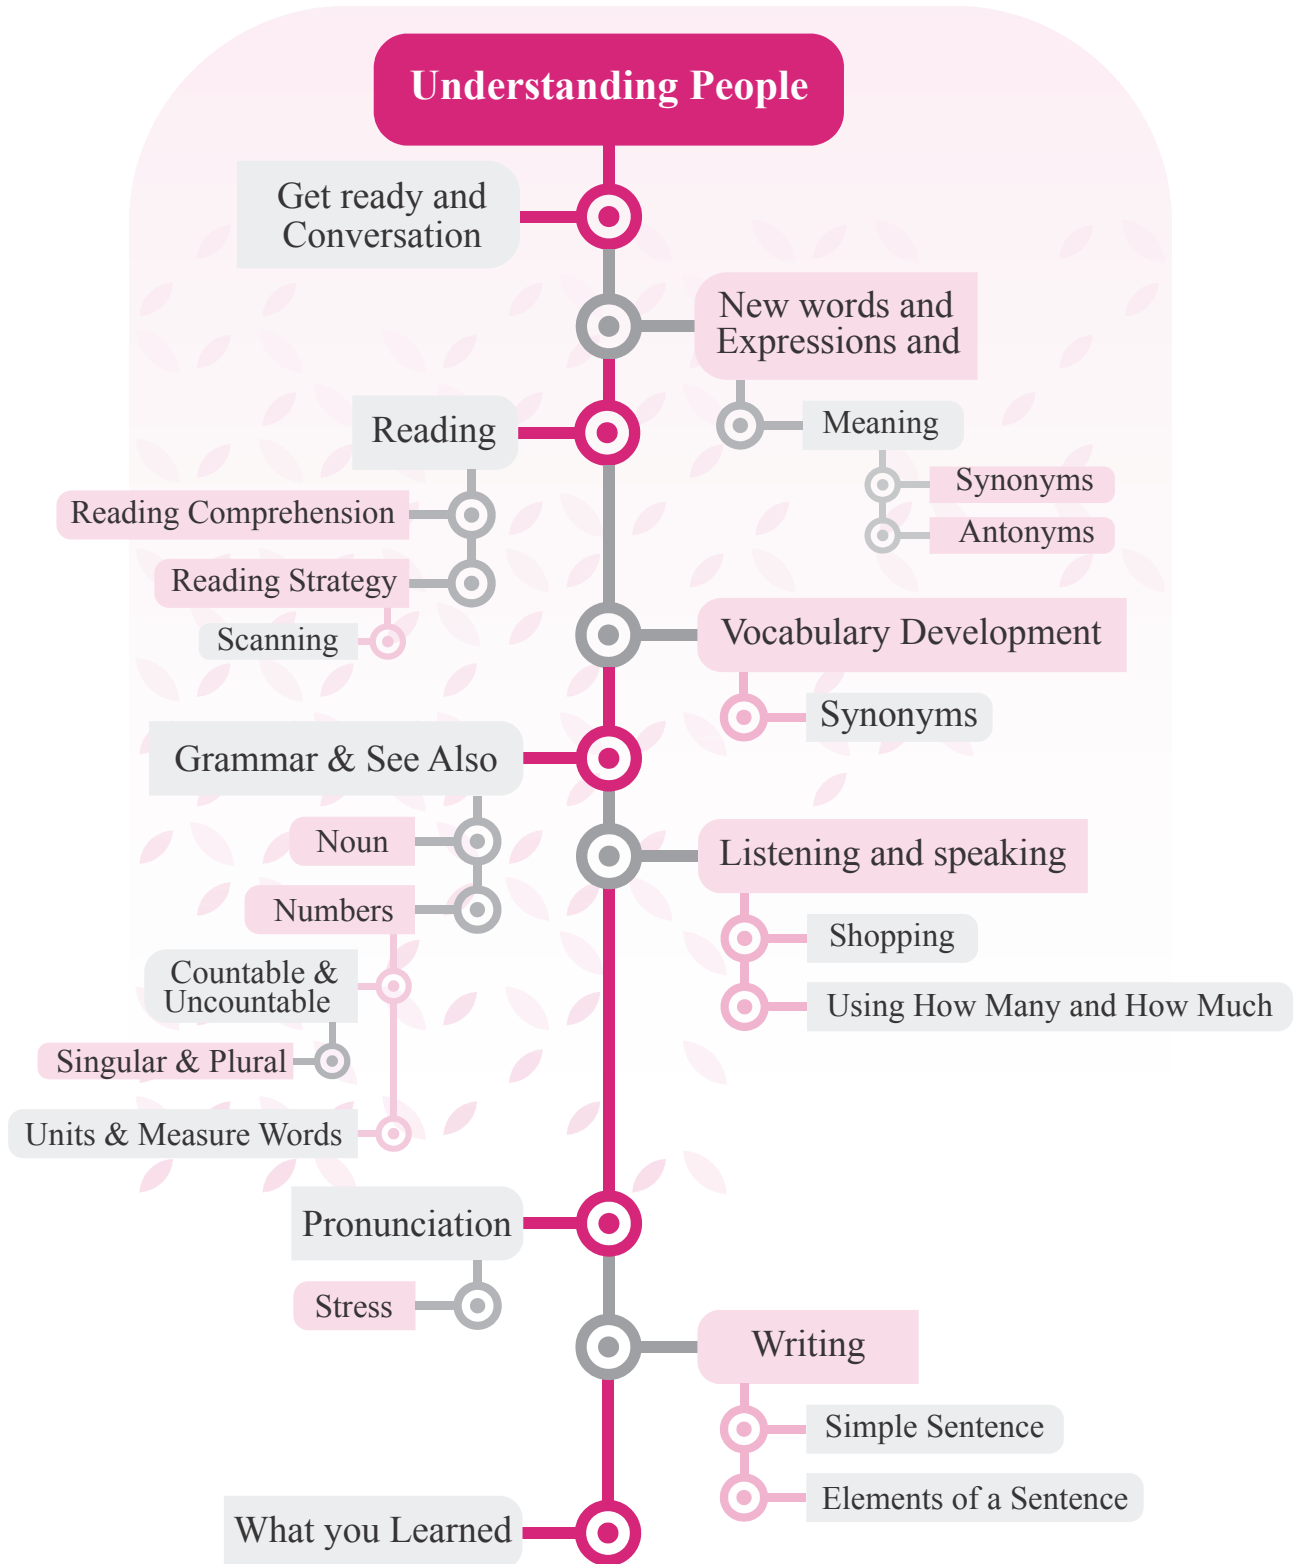 Understanding People
Get ready and
Conversation
New words and
Expressions and
Meaning
Synonyms
Antonyms
Reading
Reading Comprehension
Reading Strategy
Scanning
Vocabulary Development
Synonyms
Grammar & See Also
Noun
Numbers
Countable &
Uncountable
Singular & Plural
Units & Measure Words
Listening and speaking
Shopping
Using How Many and How Much
Pronunciation
Stress
Writing
Simple Sentence
Elements of a Sentence
What you Learned